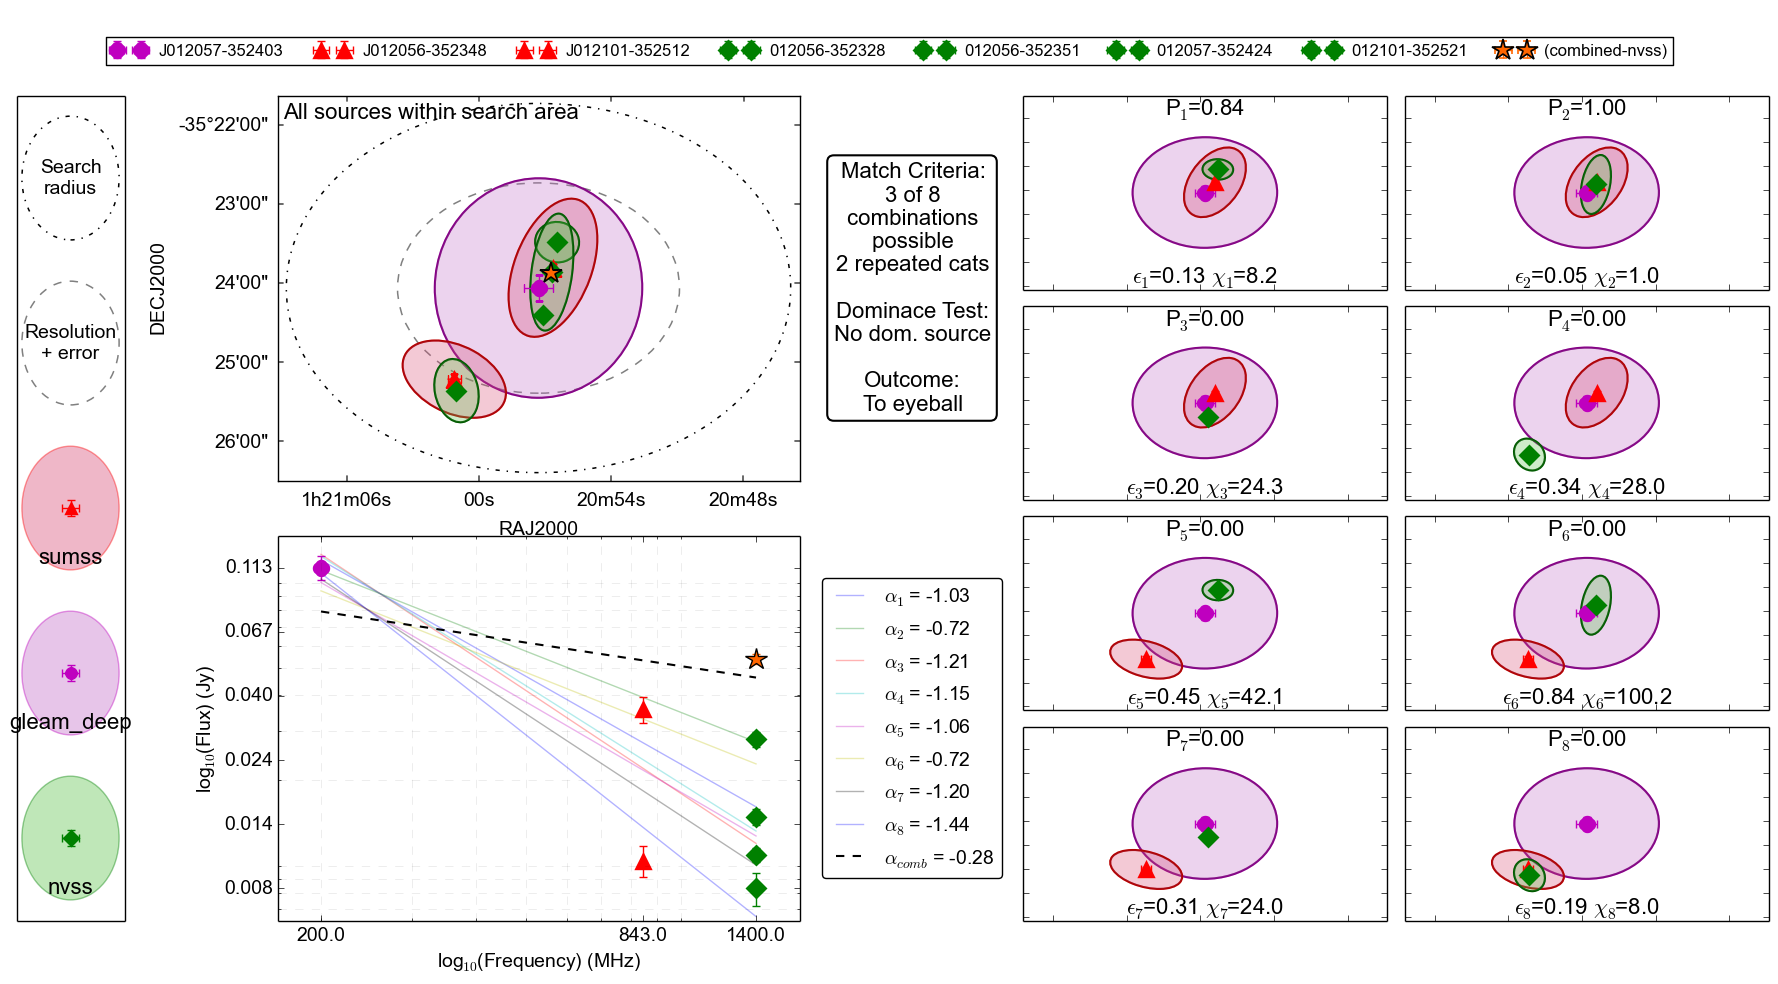 J012057-352403
J012056-352348
J012101-352512
012056-352328
012056-352351
012057-352424
012101-352521
(combined-nvss)
Search
radius
Resolution
+ error
sumss
gleam_deep
nvss
All sources within search area
-35°22'00"
23'00"
24'00"
25'00"
26'00"
DECJ2000
1h21m06s
00s
20m54s
20m48s
RAJ2000
Match Criteria:
3 of 8
combinations
possible
2 repeated cats
Dominace Test:
No dom. source
Outcome:
To eyeball
0.113
0.067
0.040
0.024
0.014
0.008
log₁₀(Flux) (Jy)
200.0
843.0
1400.0
log₁₀(Frequency) (MHz)
α₁ = -1.03
α₂ = -0.72
α₃ = -1.21
α₄ = -1.15
α₅ = -1.06
α₆ = -0.72
α₇ = -1.20
α₈ = -1.44
α_comb = -0.28
P₁=0.84
ϵ₁=0.13 χ₁=8.2
P₂=1.00
ϵ₂=0.05 χ₂=1.0
P₃=0.00
ϵ₃=0.20 χ₃=24.3
P₄=0.00
ϵ₄=0.34 χ₄=28.0
P₅=0.00
ϵ₅=0.45 χ₅=42.1
P₆=0.00
ϵ₆=0.84 χ₆=100.2
P₇=0.00
ϵ₇=0.31 χ₇=24.0
P₈=0.00
ϵ₈=0.19 χ₈=8.0